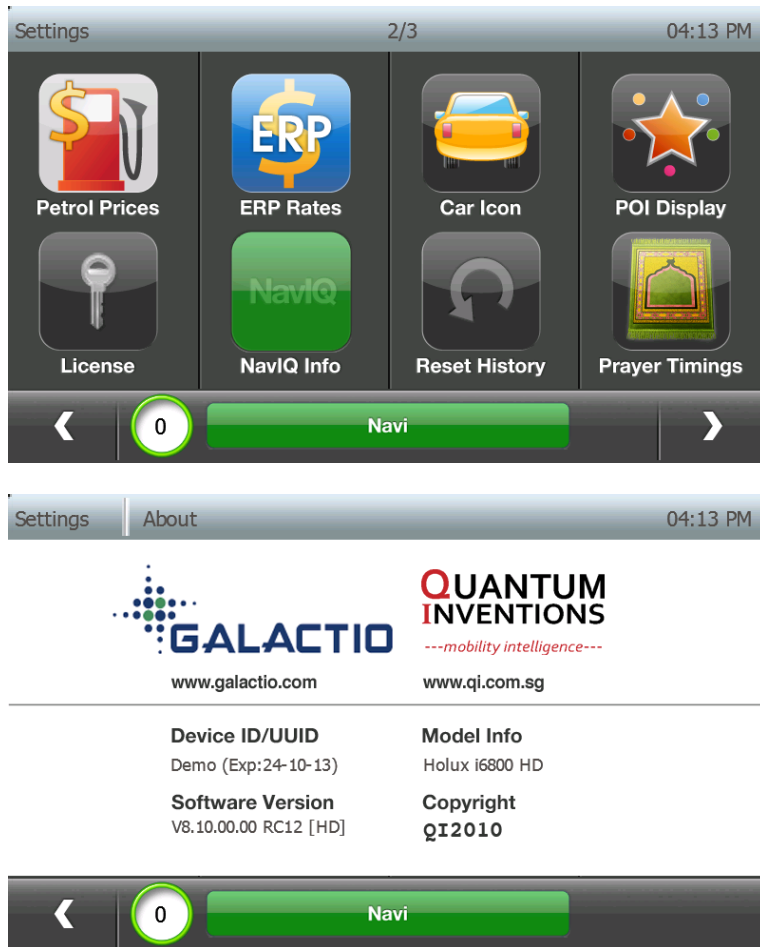 Settings 2/3 04:13 PM
$ ERP $
Petrol Prices ERP Rates Car Icon POI Display
NavIQ
License NavIQ Info Reset History Prayer Timings
0 Navi
Settings About 04:13 PM
GALACTIO QUANTUM
INVENTIONS
---mobility intelligence---
www.galactio.com www.qi.com.sg
Device ID/UUID Model Info
Demo (Exp:24-10-13) Holux i6800 HD
Software Version Copyright
V8.10.00.00 RC12 [HD] QI2010
0 Navi